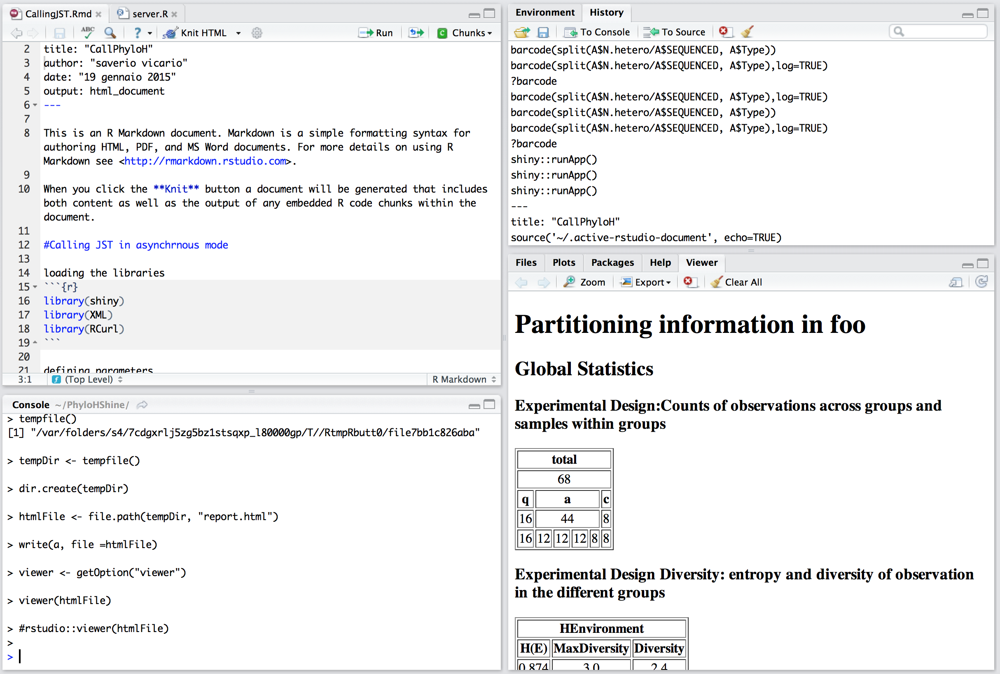 CallingJST.Rmd
server.R
ABC
?
Knit HTML
Run
C
Chunks
2 title: "CallPhyloH"
3 author: "saverio vicario"
4 date: "19 gennaio 2015"
5 output: html_document
6 ---
7
8 This is an R Markdown document. Markdown is a simple formatting syntax for
authoring HTML, PDF, and MS Word documents. For more details on using R
Markdown see <http://rmarkdown.rstudio.com>.
9
10 When you click the **Knit** button a document will be generated that includes
both content as well as the output of any embedded R code chunks within the
document.
11
12 #Calling JST in asynchrnous mode
13
14 loading the libraries
15 ```{r}
16 library(shiny)
17 library(XML)
18 library(RCurl)
19 ```
20
21 defining parameters
3:1 (Top Level) R Markdown
Console ~/PhyloHShine/
> tempfile()
[1] "/var/folders/s4/7cdgxrlj5zg5bz1stsqxp_l80000gp/T//RtmpRbutt0/file7bb1c826aba"
> tempDir <- tempfile()
> dir.create(tempDir)
> htmlFile <- file.path(tempDir, "report.html")
> write(a, file =htmlFile)
> viewer <- getOption("viewer")
> viewer(htmlFile)
> #rstudio::viewer(htmlFile)
>
>
Environment History
To Console To Source
barcode(split(A$N.hetero/A$SEQUENCED, A$Type))
barcode(split(A$N.hetero/A$SEQUENCED, A$Type),log=TRUE)
?barcode
barcode(split(A$N.hetero/A$SEQUENCED, A$Type),log=TRUE)
barcode(split(A$N.hetero/A$SEQUENCED, A$Type))
barcode(split(A$N.hetero/A$SEQUENCED, A$Type),log=TRUE)
?barcode
shiny::runApp()
shiny::runApp()
shiny::runApp()
---
title: "CallPhyloH"
source('~/.active-rstudio-document', echo=TRUE)
Files Plots Packages Help Viewer
Zoom Export Clear All
Partitioning information in foo
Global Statistics
Experimental Design:Counts of observations across groups and
samples within groups
total
68
q a c
16 44 8
16 12 12 12 8 8
Experimental Design Diversity: entropy and diversity of observation
in the different groups
HEnvironment
H(E) MaxDiversity Diversity
0.874 3.0 2.4